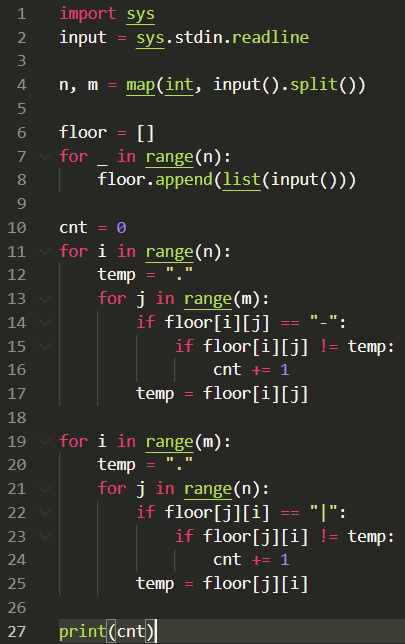 1 import sys
2 input = sys.stdin.readline
3
4 n, m = map(int, input().split())
5
6 floor = []
7 for _ in range(n):
8     floor.append(list(input()))
9
10 cnt = 0
11 for i in range(n):
12     temp = "."
13     for j in range(m):
14         if floor[i][j] == "-":
15             if floor[i][j] != temp:
16                 cnt += 1
17         temp = floor[i][j]
18
19 for i in range(m):
20     temp = "."
21     for j in range(n):
22         if floor[j][i] == "|":
23             if floor[j][i] != temp:
24                 cnt += 1
25         temp = floor[j][i]
26
27 print(cnt)